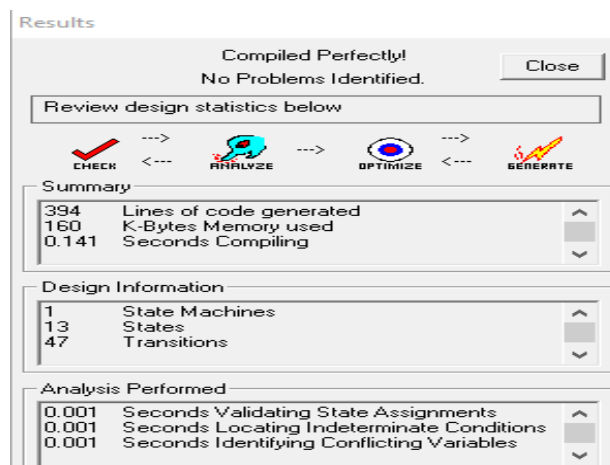 Results
Compiled Perfectly!
No Problems Identified.
Close
Review design statistics below
---> ---> --->
CHECK <--- ANALYZE OPTIMIZE <--- GENERATE
Summary
394 Lines of code generated
160 K-Bytes Memory used
0.141 Seconds Compiling
Design Information
1 State Machines
13 States
47 Transitions
Analysis Performed
0.001 Seconds Validating State Assignments
0.001 Seconds Locating Indeterminate Conditions
0.001 Seconds Identifying Conflicting Variables